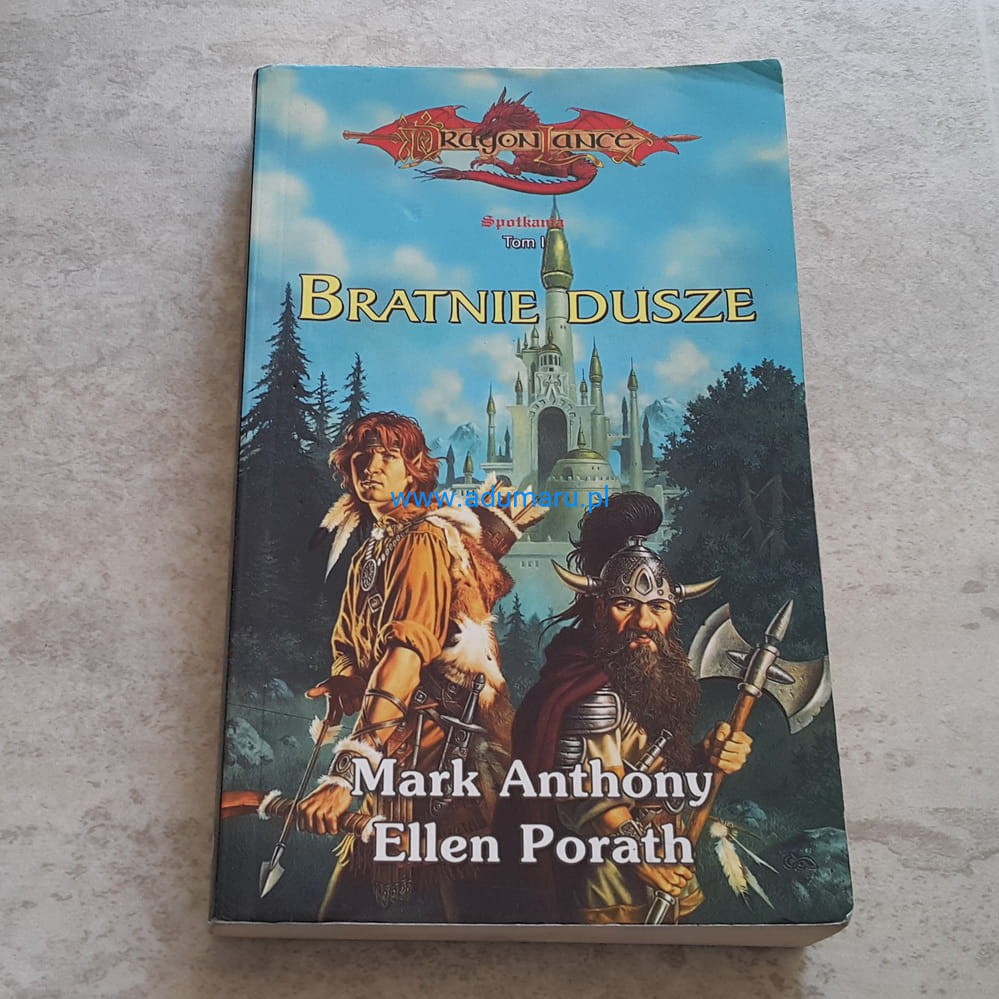 DRAGONLANCE
Spotkania
Tom I
BRATNIE DUSZE
www.adumaru.pl
Mark Anthony
Ellen Porath